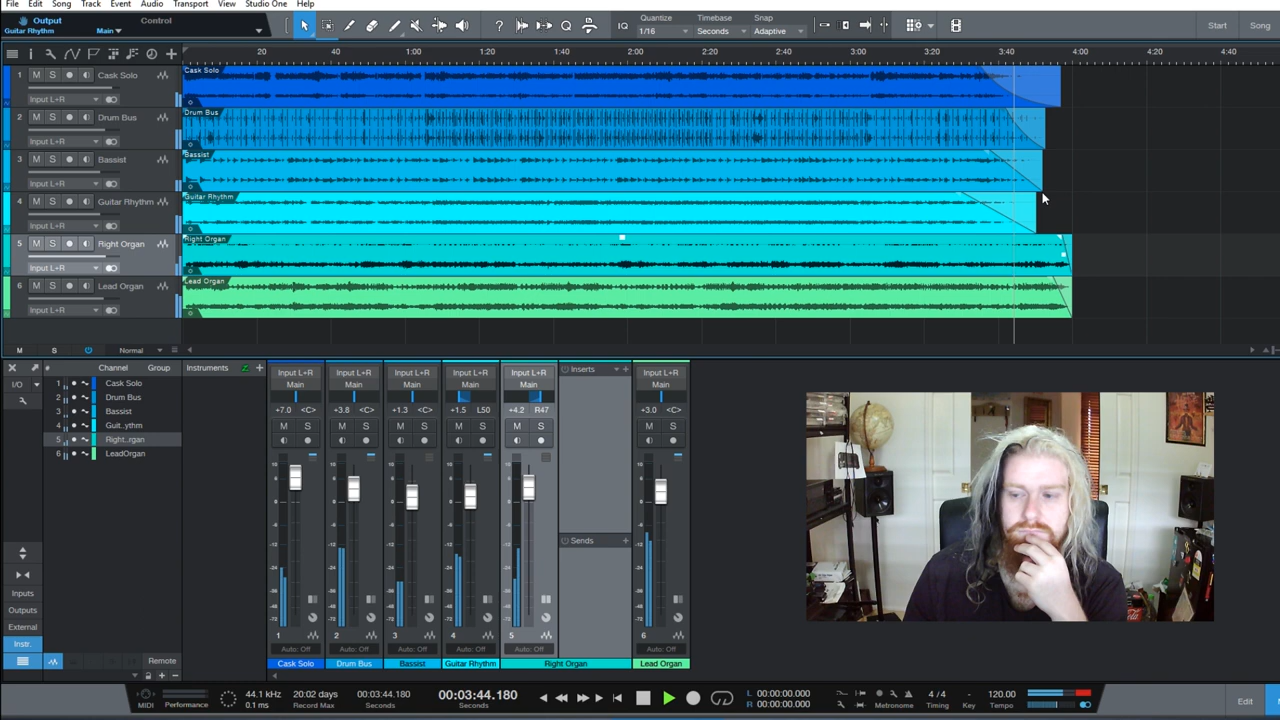 File Edit Song Track Event Audio Transport View Studio One Help
Output
Guitar Rhythm
Control
Main
IQ
Quantize
1/16
Timebase
Seconds
Snap
Adaptive
Start
Song
20 40 1:00 1:20 1:40 2:00 2:20 2:40 3:00 3:20 3:40 4:00 4:20 4:40
1 M S Cask Solo
Input L+R
Cask Solo
2 M S Drum Bus
Input L+R
Drum Bus
3 M S Bassist
Input L+R
Bassist
4 M S Guitar Rhythm
Input L+R
Guitar Rhythm
5 M S Right Organ
Input L+R
Right Organ
6 M S Lead Organ
Input L+R
Lead Organ
M S Normal
# Channel Group
I/O
1 Cask Solo
2 Drum Bus
3 Bassist
4 Guit..ythm
5 Right..rgan
6 LeadOrgan
Instruments
Input L+R Input L+R Input L+R Input L+R Input L+R Inserts Input L+R
Main Main Main Main Main Main
+7.0 <C> +3.8 <C> +1.3 <C> +1.5 L50 +4.2 R47 +3.0 <C>
M S M S M S M S M S M S
Sends
1 2 3 4 5 6
Auto: Off Auto: Off Auto: Off Auto: Off Auto: Off Auto: Off
Cask Solo Drum Bus Bassist Guitar Rhythm Right Organ Lead Organ
Inputs
Outputs
External
Instr.
Remote
MIDI
Performance
44.1 kHz
0.1 ms
20:02 days
Record Max
00:03:44.180
Seconds
00:03:44.180
Seconds
L 00:00:00.000
R 00:00:00.000
Metronome
4 / 4
Timing
-
Key
120.00
Tempo
Edit